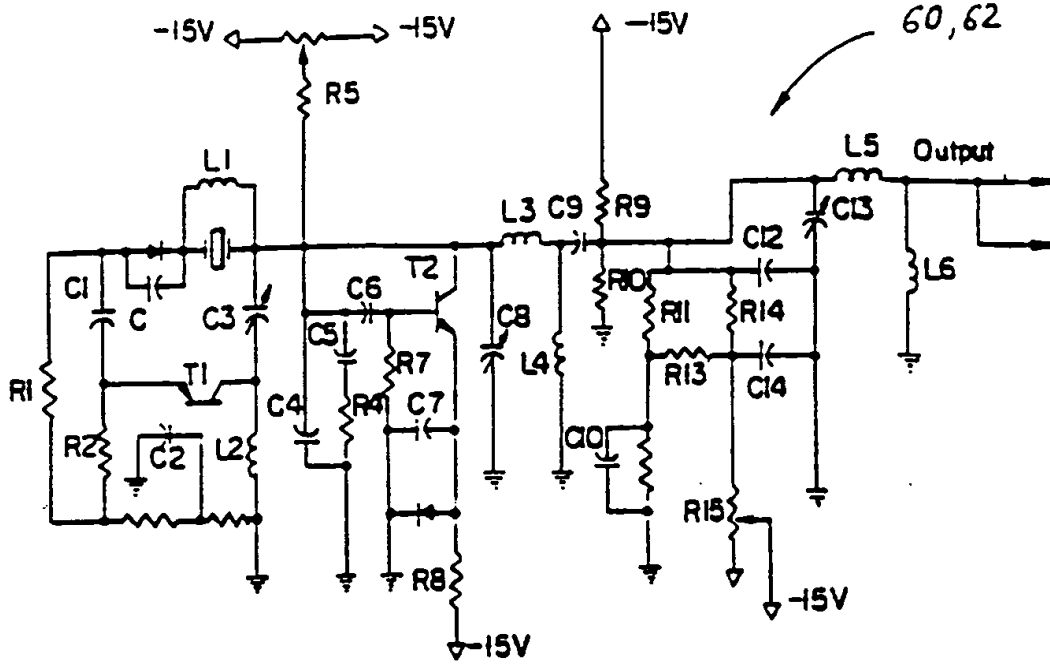 60,62
-15V
-15V
-15V
R5
L1
L5
Output
C9
R9
L3
C13
C12
T2
L6
C1
C
C3
C6
R10
R11
R14
C8
C5
R1
T1
R7
L4
R13
C14
C4
R4
C7
R2
C2
L2
C10
R15
R8
-15V
-15V